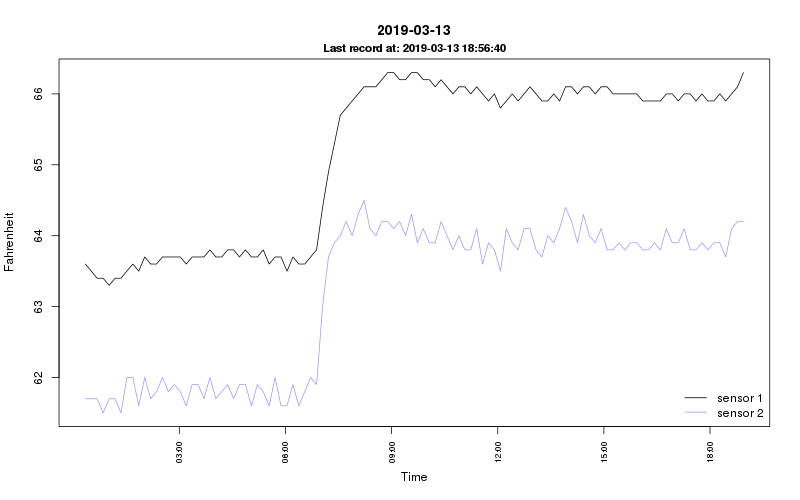 2019-03-13
Last record at: 2019-03-13 18:56:40
Fahrenheit
66
65
64
63
62
sensor 1
sensor 2
03:00 06:00 09:00 12:00 15:00 18:00
Time